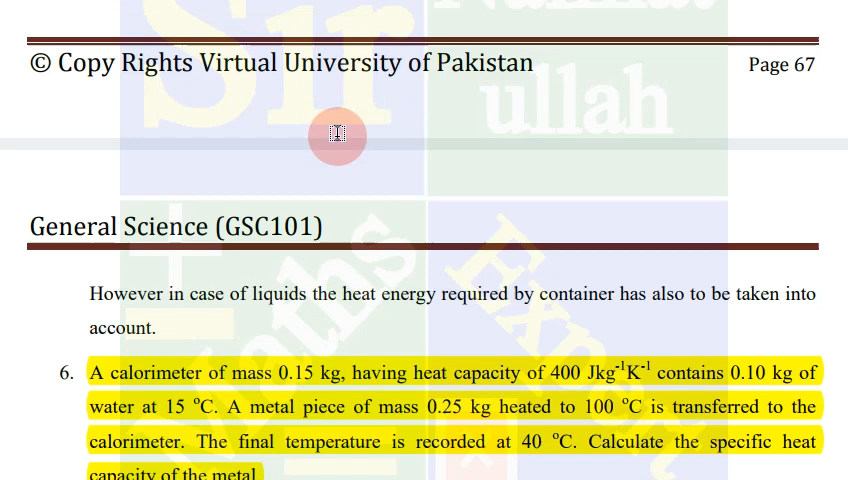 Sir
ullah
© Copy Rights Virtual University of Pakistan Page 67
General Science (GSC101)
Maths
Expert
However in case of liquids the heat energy required by container has also to be taken into
account.
6. A calorimeter of mass 0.15 kg, having heat capacity of 400 Jkg⁻¹K⁻¹ contains 0.10 kg of
water at 15 °C. A metal piece of mass 0.25 kg heated to 100 °C is transferred to the
calorimeter. The final temperature is recorded at 40 °C. Calculate the specific heat
capacity of the metal